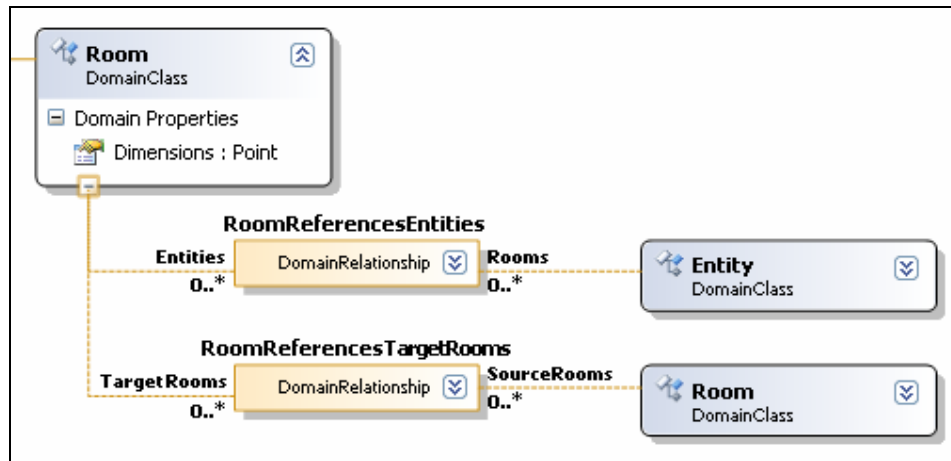 Room
DomainClass
Domain Properties
Dimensions : Point
RoomReferencesEntities
Entities
0..*
DomainRelationship
Rooms
0..*
Entity
DomainClass
RoomReferencesTargetRooms
TargetRooms
0..*
DomainRelationship
SourceRooms
0..*
Room
DomainClass